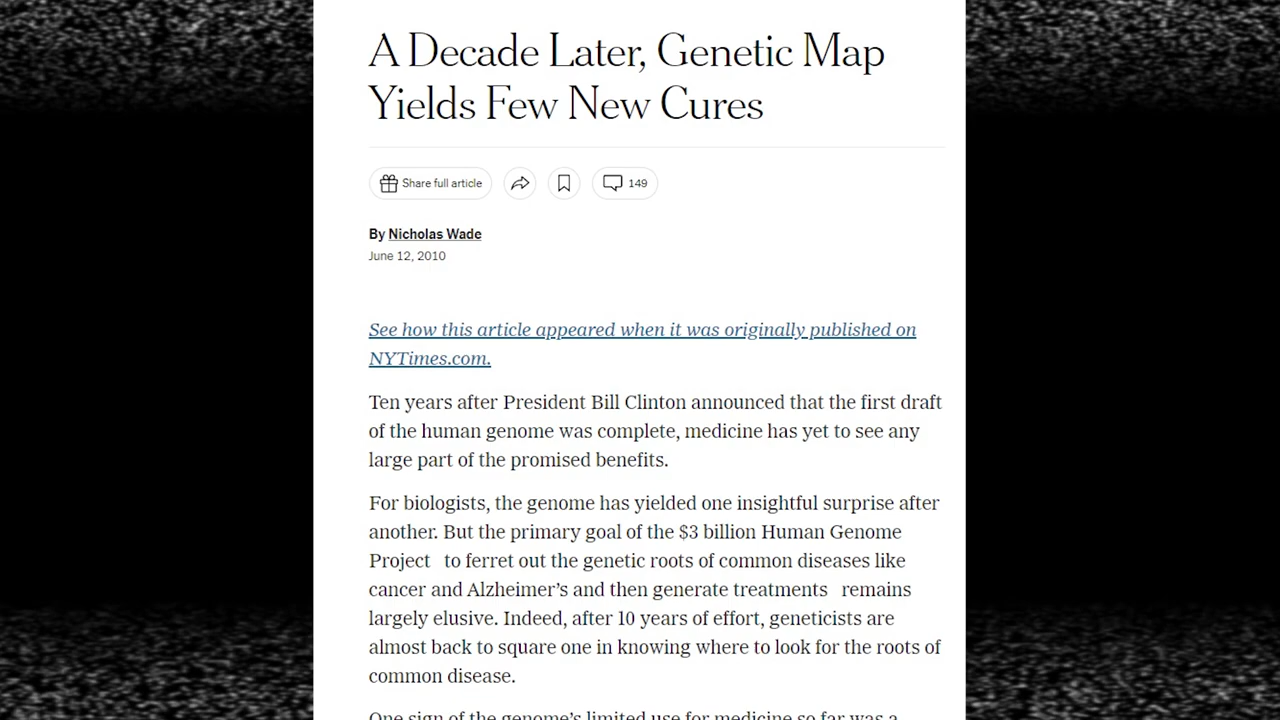 A Decade Later, Genetic Map
Yields Few New Cures
Share full article
149
By Nicholas Wade
June 12, 2010
See how this article appeared when it was originally published on
NYTimes.com.
Ten years after President Bill Clinton announced that the first draft
of the human genome was complete, medicine has yet to see any
large part of the promised benefits.
For biologists, the genome has yielded one insightful surprise after
another. But the primary goal of the $3 billion Human Genome
Project   to ferret out the genetic roots of common diseases like
cancer and Alzheimer’s and then generate treatments   remains
largely elusive. Indeed, after 10 years of effort, geneticists are
almost back to square one in knowing where to look for the roots of
common disease.
One sign of the genome’s limited use for medicine so far was a